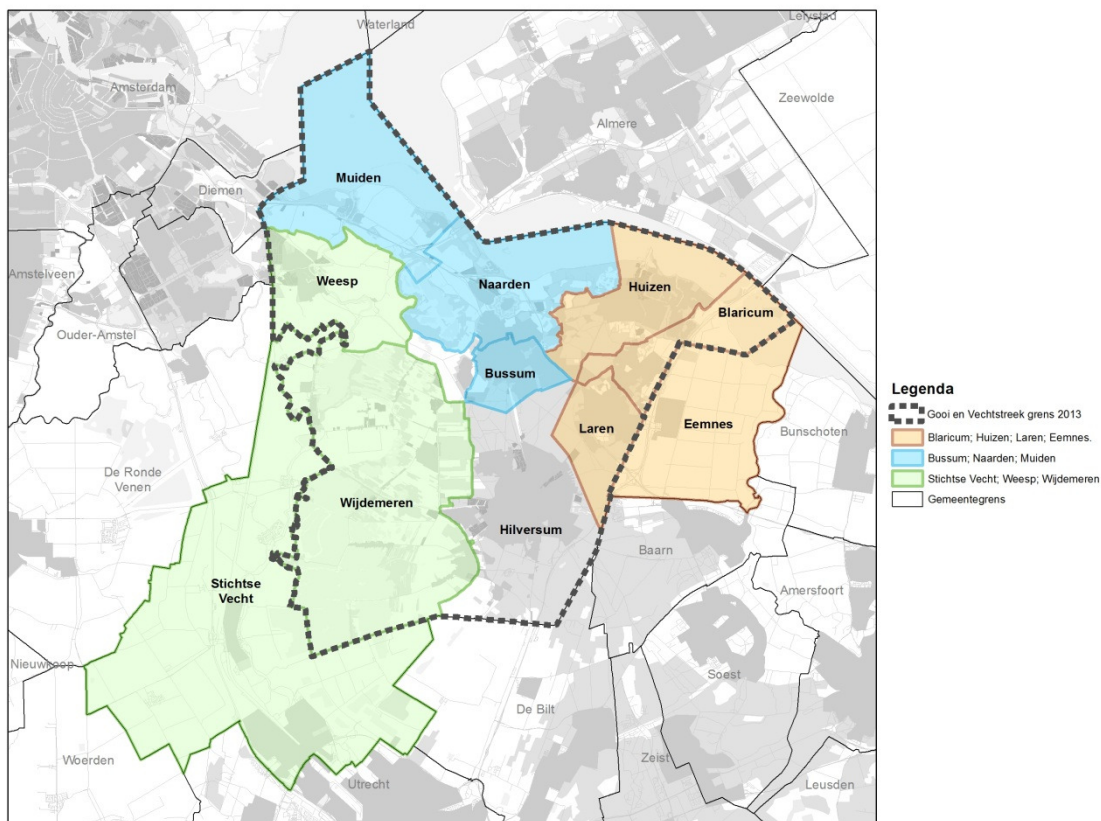 Waterland
Lelystad
Amsterdam
Zeewolde
Almere
Muiden
Diemen
Amstelveen
Weesp
Naarden
Huizen
Blaricum
Ouder-Amstel
Bussum
Laren
Eemnes
Bunschoten
De Ronde
Venen
Wijdemeren
Hilversum
Baarn
Stichtse
Vecht
Amersfoort
Nieuwkoop
Soest
De Bilt
Woerden
Zeist
Utrecht
Leusden
Legenda
Gooi en Vechtstreek grens 2013
Blaricum; Huizen; Laren; Eemnes.
Bussum; Naarden; Muiden
Stichtse Vecht; Weesp; Wijdemeren
Gemeentegrens